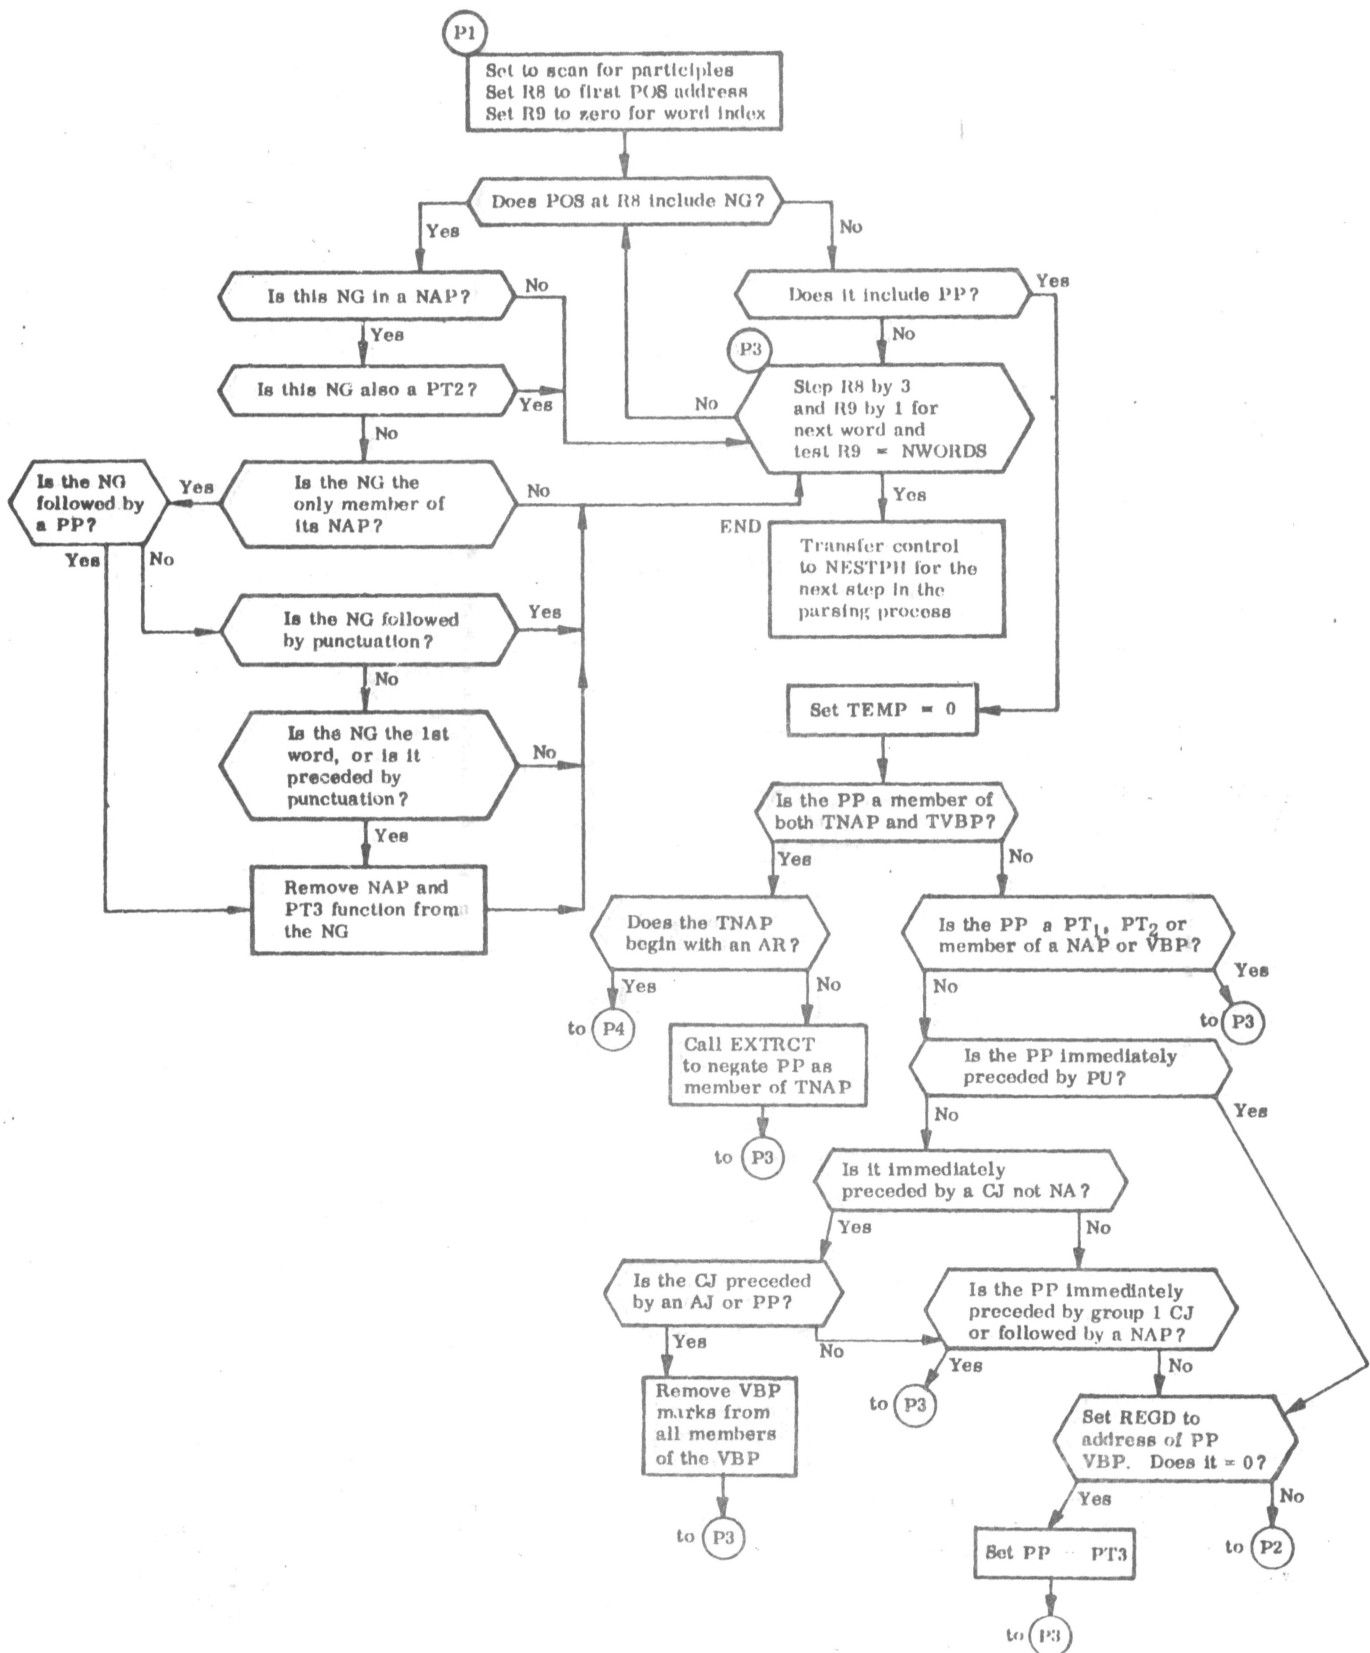 P1
Set to scan for participles
Set R8 to first POS address
Set R9 to zero for word index
Does POS at R8 include NG?
Yes
No
Is this NG in a NAP?
No
Does it include PP?
Yes
Yes
No
P3
Is this NG also a PT2?
Yes
No
Step R8 by 3
and R9 by 1 for
next word and
test R9 = NWORDS
No
Yes
Is the NG
followed by
a PP?
Yes
Is the NG the
only member of
its NAP?
No
Yes
No
END
Transfer control
to NESTPH for the
next step in the
parsing process
Is the NG followed
by punctuation?
Yes
No
Set TEMP = 0
Is the NG the 1st
word, or is it
preceded by
punctuation?
No
Yes
Is the PP a member of
both TNAP and TVBP?
Yes
No
Remove NAP and
PT3 function from
the NG
Does the TNAP
begin with an AR?
Yes
No
Is the PP a PT1, PT2 or
member of a NAP or VBP?
No
Yes
to P4
to P3
Call EXTRCT
to negate PP as
member of TNAP
to P3
Is the PP immediately
preceded by PU?
No
Yes
Is it immediately
preceded by a CJ not NA?
Yes
No
Is the CJ preceded
by an AJ or PP?
Yes
No
Is the PP immediately
preceded by group 1 CJ
or followed by a NAP?
Yes
No
to P3
Remove VBP
marks from
all members
of the VBP
to P3
Set REGD to
address of PP
VBP. Does it = 0?
Yes
No
Set PP PT3
to P2
to P3